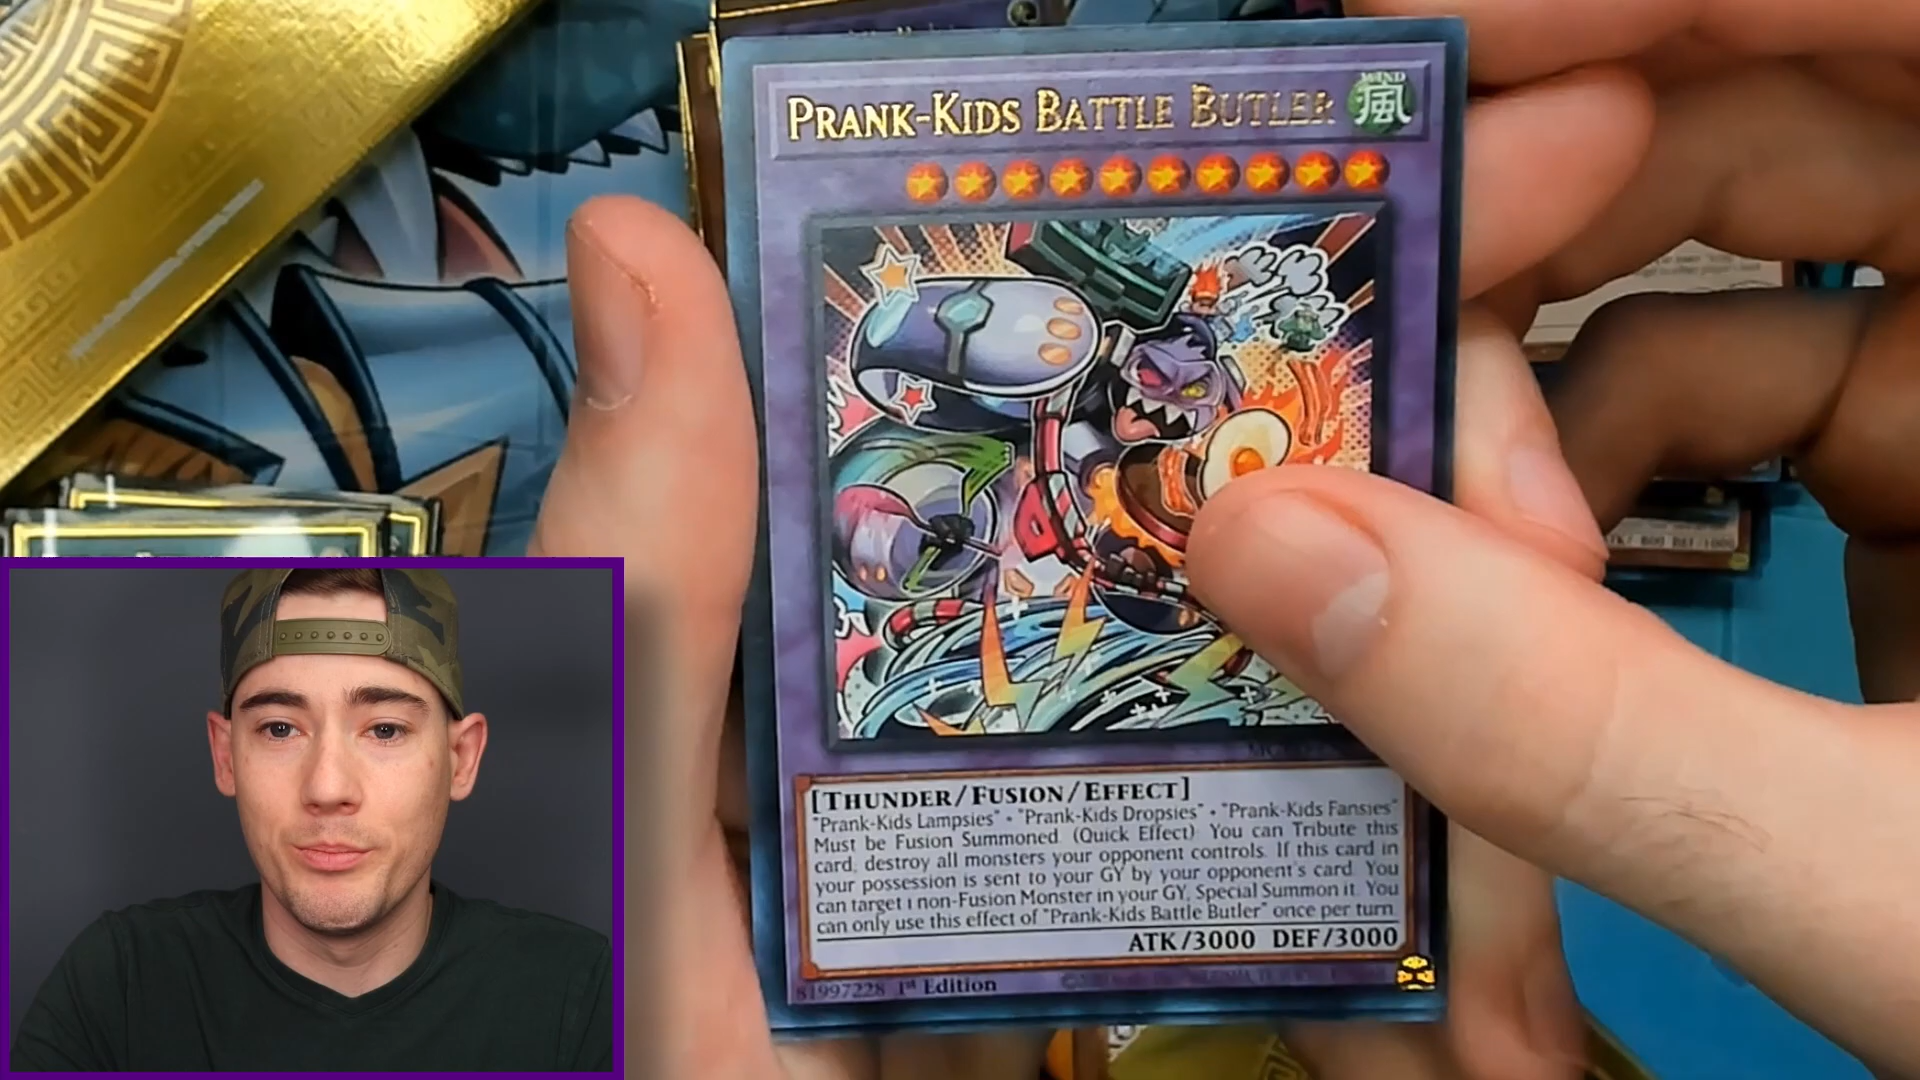 PRANK-KIDS BATTLE BUTLER
WIND
風
[THUNDER/FUSION/EFFECT]
"Prank-Kids Lampsies" • "Prank-Kids Dropsies" • "Prank-Kids Fansies"
Must be Fusion Summoned. (Quick Effect): You can Tribute this
card; destroy all monsters your opponent controls. If this card in
your possession is sent to your GY by your opponent's card: You
can target 1 non-Fusion Monster in your GY; Special Summon it. You
can only use this effect of "Prank-Kids Battle Butler" once per turn.
ATK/3000 DEF/3000
81997228 1st Edition
ATK/ 800 DEF/1000